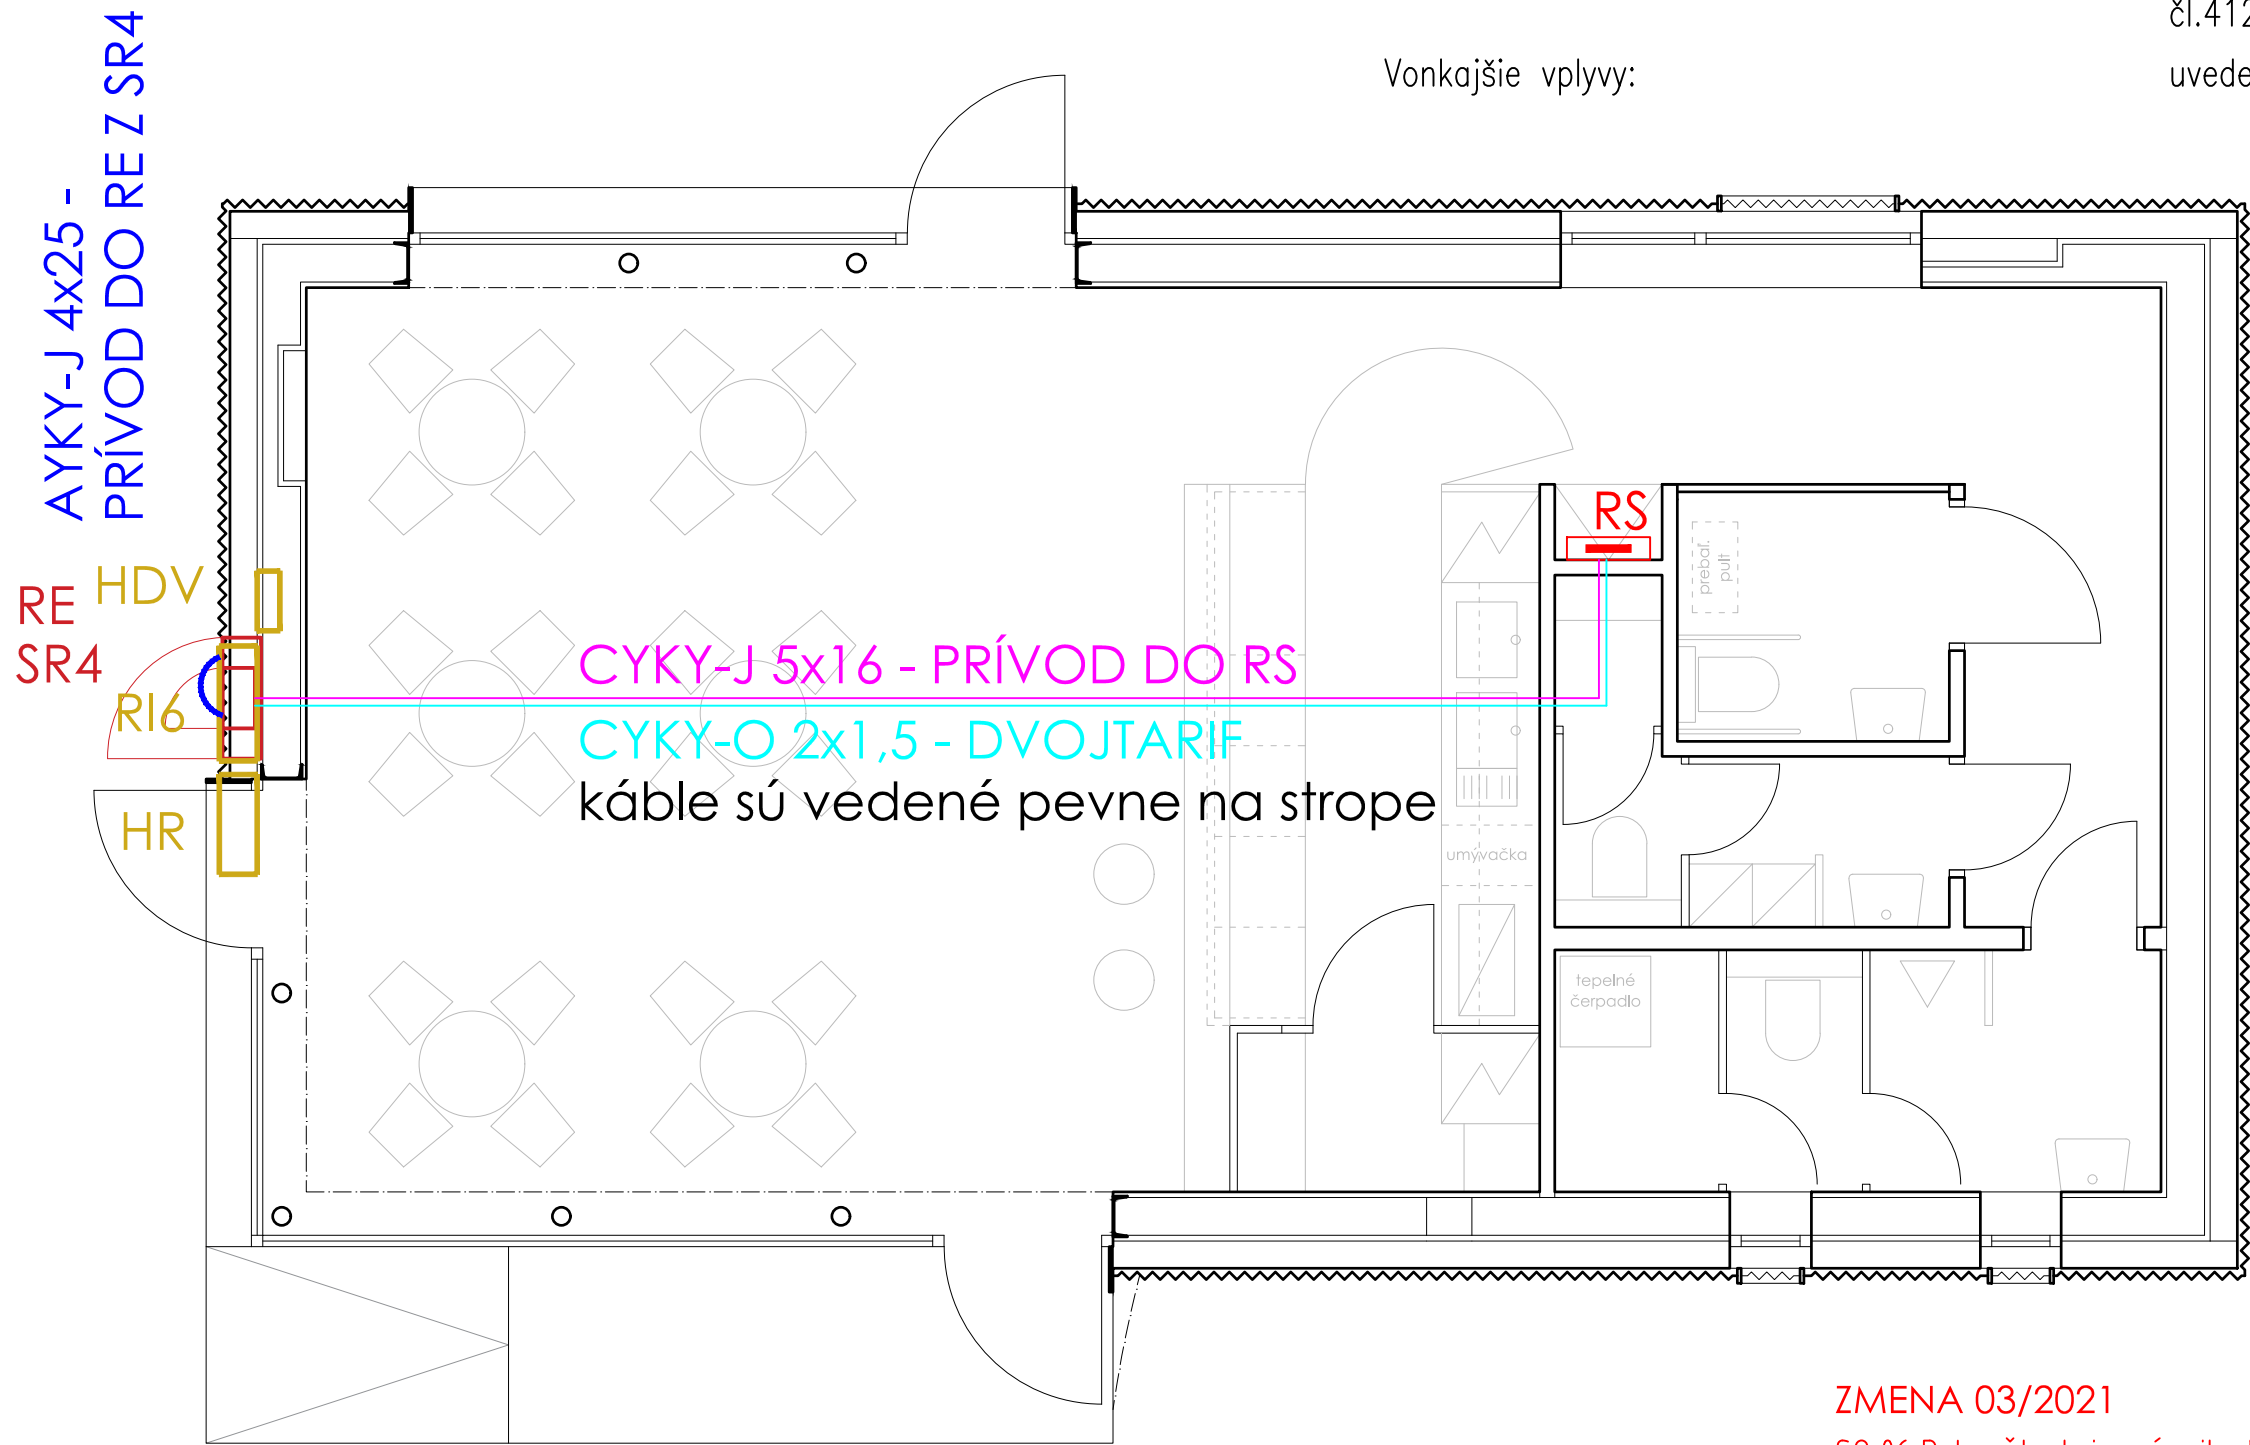 čl.412
Vonkajšie vplyvy:
uvede
AYKY-J 4x25 -
PRÍVOD DO RE Z SR4
RS
prebaľ.
pult
HDV
RE
SR4
RI6
HR
CYKY-J 5x16 - PRÍVOD DO RS
CYKY-O 2x1,5 - DVOJTARIF
káble sú vedené pevne na strope
umývačka
tepelné
čerpadlo
ZMENA 03/2021